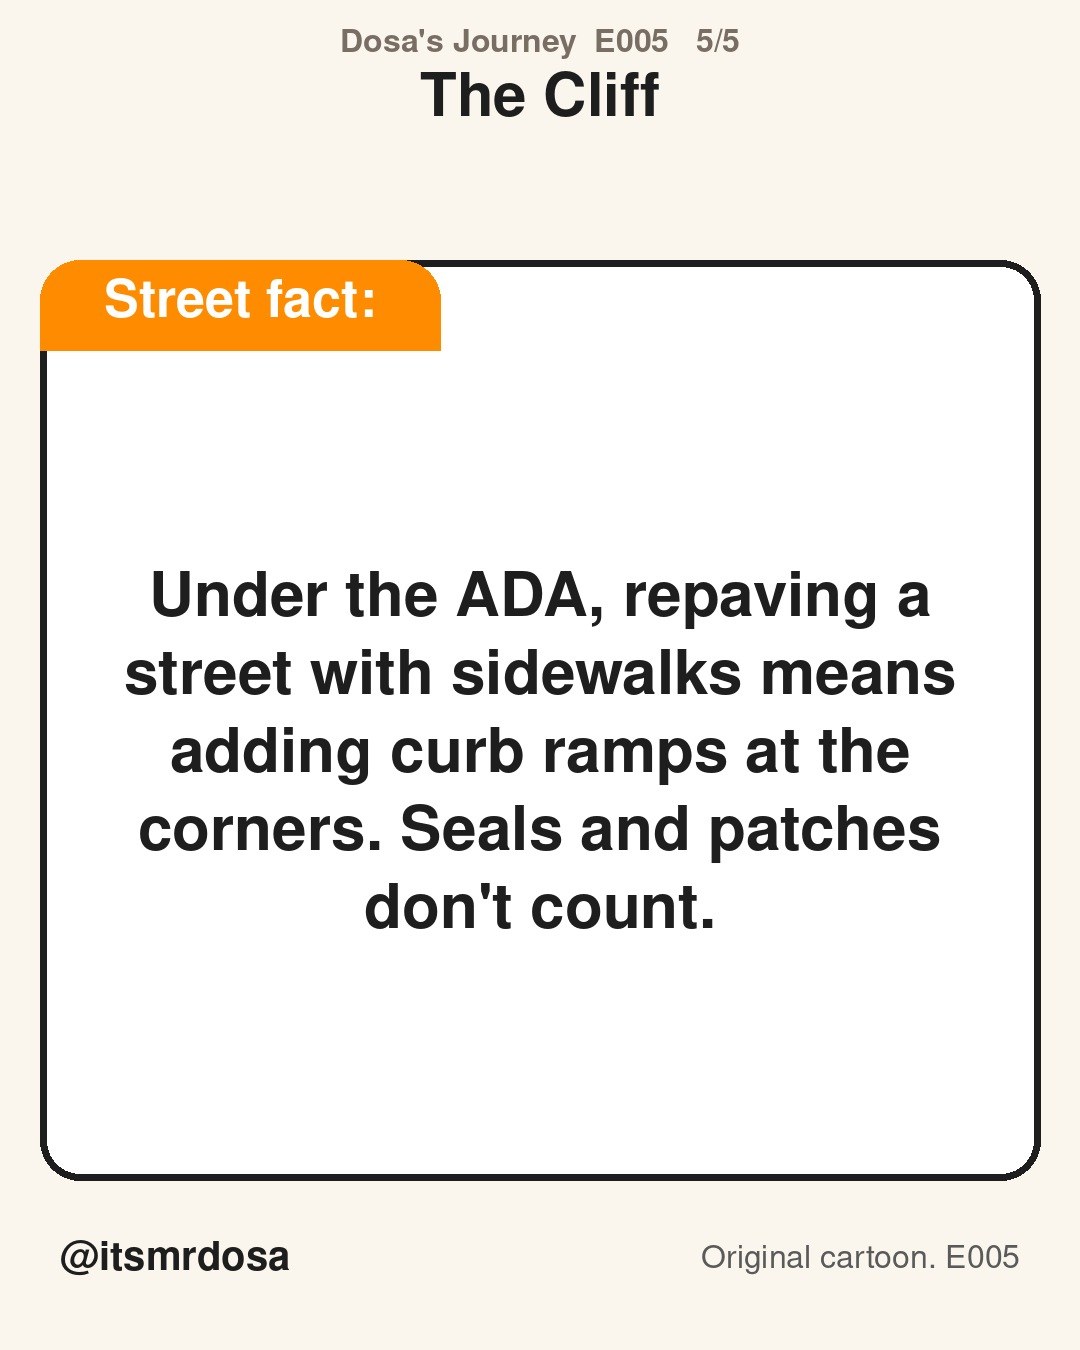 Dosa's Journey  E005   5/5
The Cliff
Street fact:
Under the ADA, repaving a
street with sidewalks means
adding curb ramps at the
corners. Seals and patches
don't count.
@itsmrdosa
Original cartoon. E005